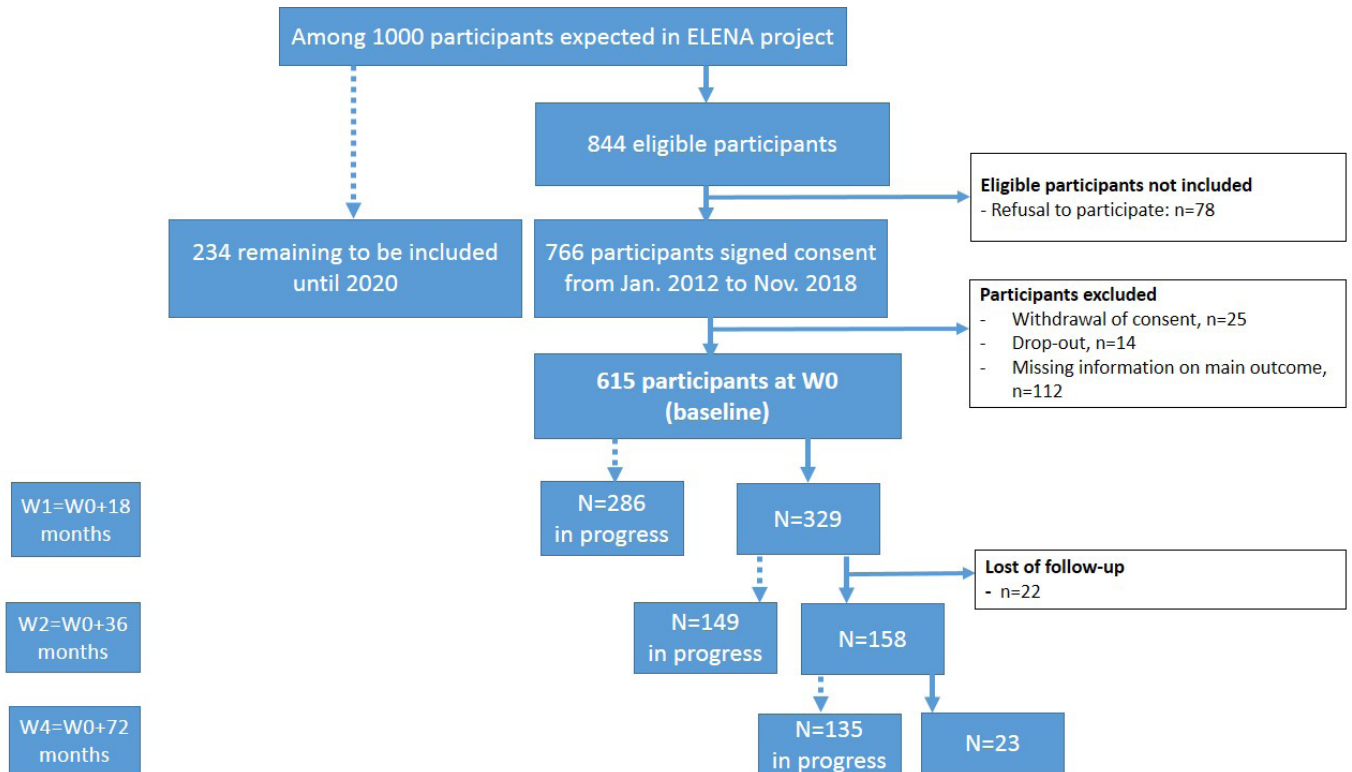 Among 1000 participants expected in ELENA project
844 eligible participants
Eligible participants not included
- Refusal to participate: n=78
234 remaining to be included
until 2020
766 participants signed consent
from Jan. 2012 to Nov. 2018
Participants excluded
- Withdrawal of consent, n=25
- Drop-out, n=14
- Missing information on main outcome,
n=112
615 participants at W0
(baseline)
W1=W0+18
months
N=286
in progress
N=329
Lost of follow-up
- n=22
W2=W0+36
months
N=149
in progress
N=158
W4=W0+72
months
N=135
in progress
N=23